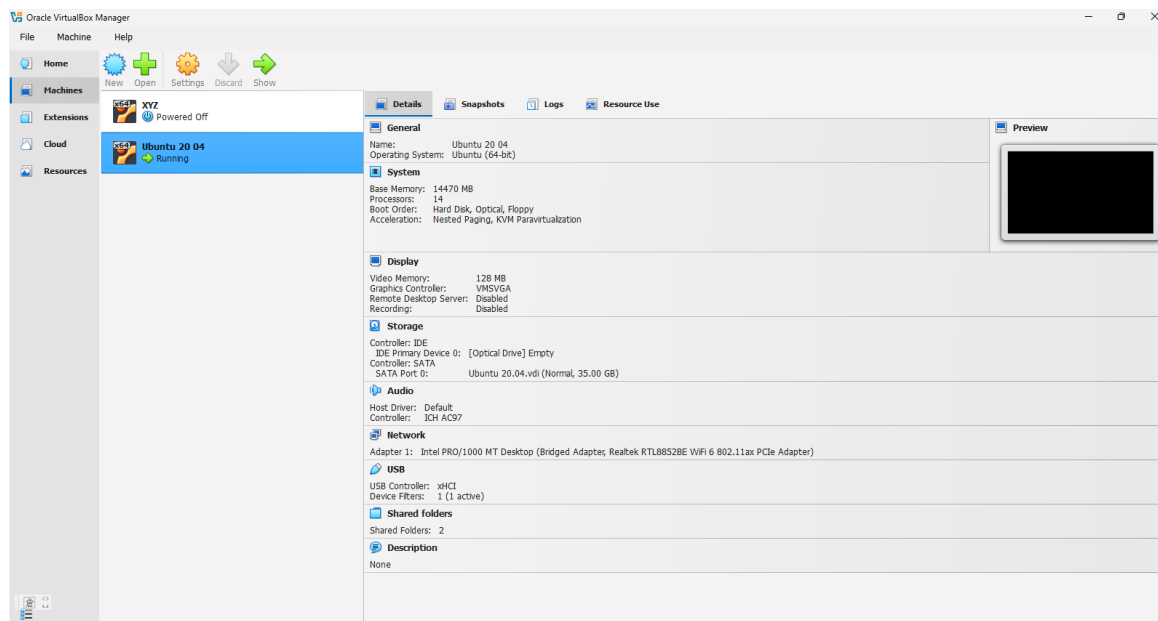 Oracle VirtualBox Manager
File Machine Help
Home
Machines
Extensions
Cloud
Resources
New Open Settings Discard Show
x64 XYZ
Powered Off
x64 Ubuntu 20 04
Running
Details Snapshots Logs Resource Use
General
Name: Ubuntu 20 04
Operating System: Ubuntu (64-bit)
Preview
System
Base Memory: 14470 MB
Processors: 14
Boot Order: Hard Disk, Optical, Floppy
Acceleration: Nested Paging, KVM Paravirtualization
Display
Video Memory: 128 MB
Graphics Controller: VMSVGA
Remote Desktop Server: Disabled
Recording: Disabled
Storage
Controller: IDE
IDE Primary Device 0: [Optical Drive] Empty
Controller: SATA
SATA Port 0: Ubuntu 20.04.vdi (Normal, 35.00 GB)
Audio
Host Driver: Default
Controller: ICH AC97
Network
Adapter 1: Intel PRO/1000 MT Desktop (Bridged Adapter, Realtek RTL8852BE WiFi 6 802.11ax PCIe Adapter)
USB
USB Controller: xHCI
Device Filters: 1 (1 active)
Shared folders
Shared Folders: 2
Description
None